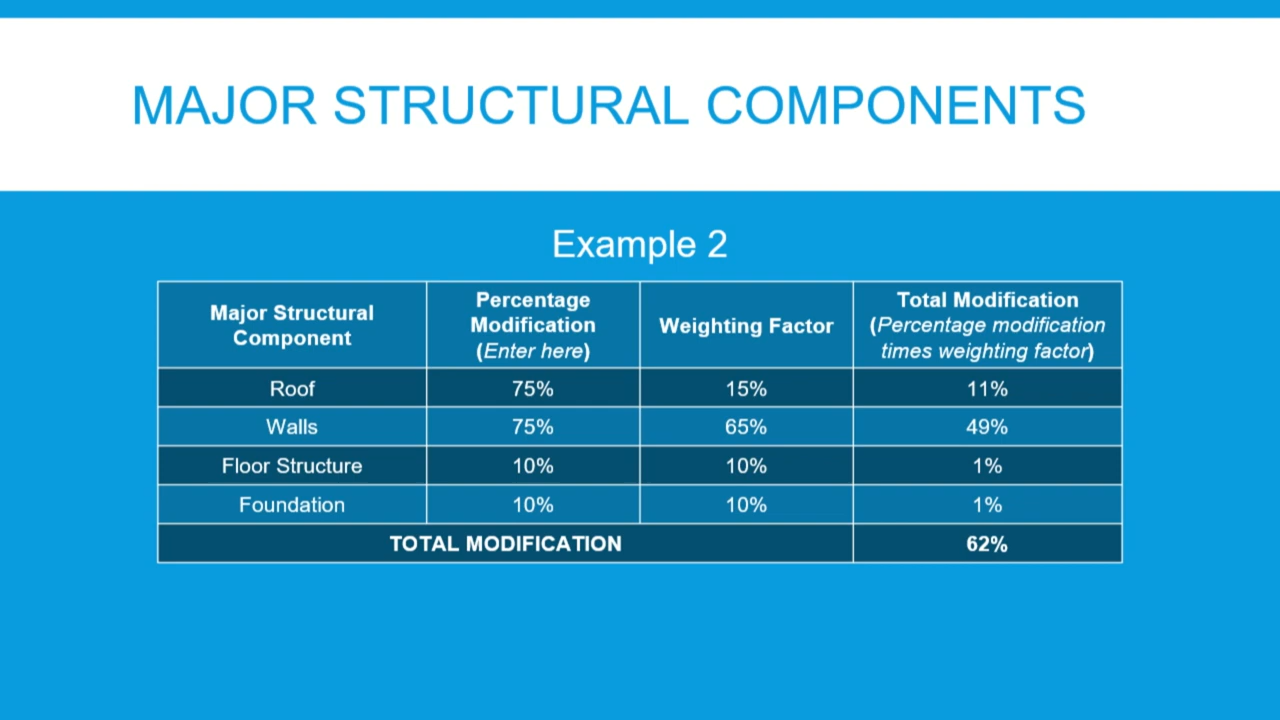 MAJOR STRUCTURAL COMPONENTS
Example 2
Major Structural Component | Percentage Modification (Enter here) | Weighting Factor | Total Modification (Percentage modification times weighting factor)
Roof | 75% | 15% | 11%
Walls | 75% | 65% | 49%
Floor Structure | 10% | 10% | 1%
Foundation | 10% | 10% | 1%
TOTAL MODIFICATION | 62%